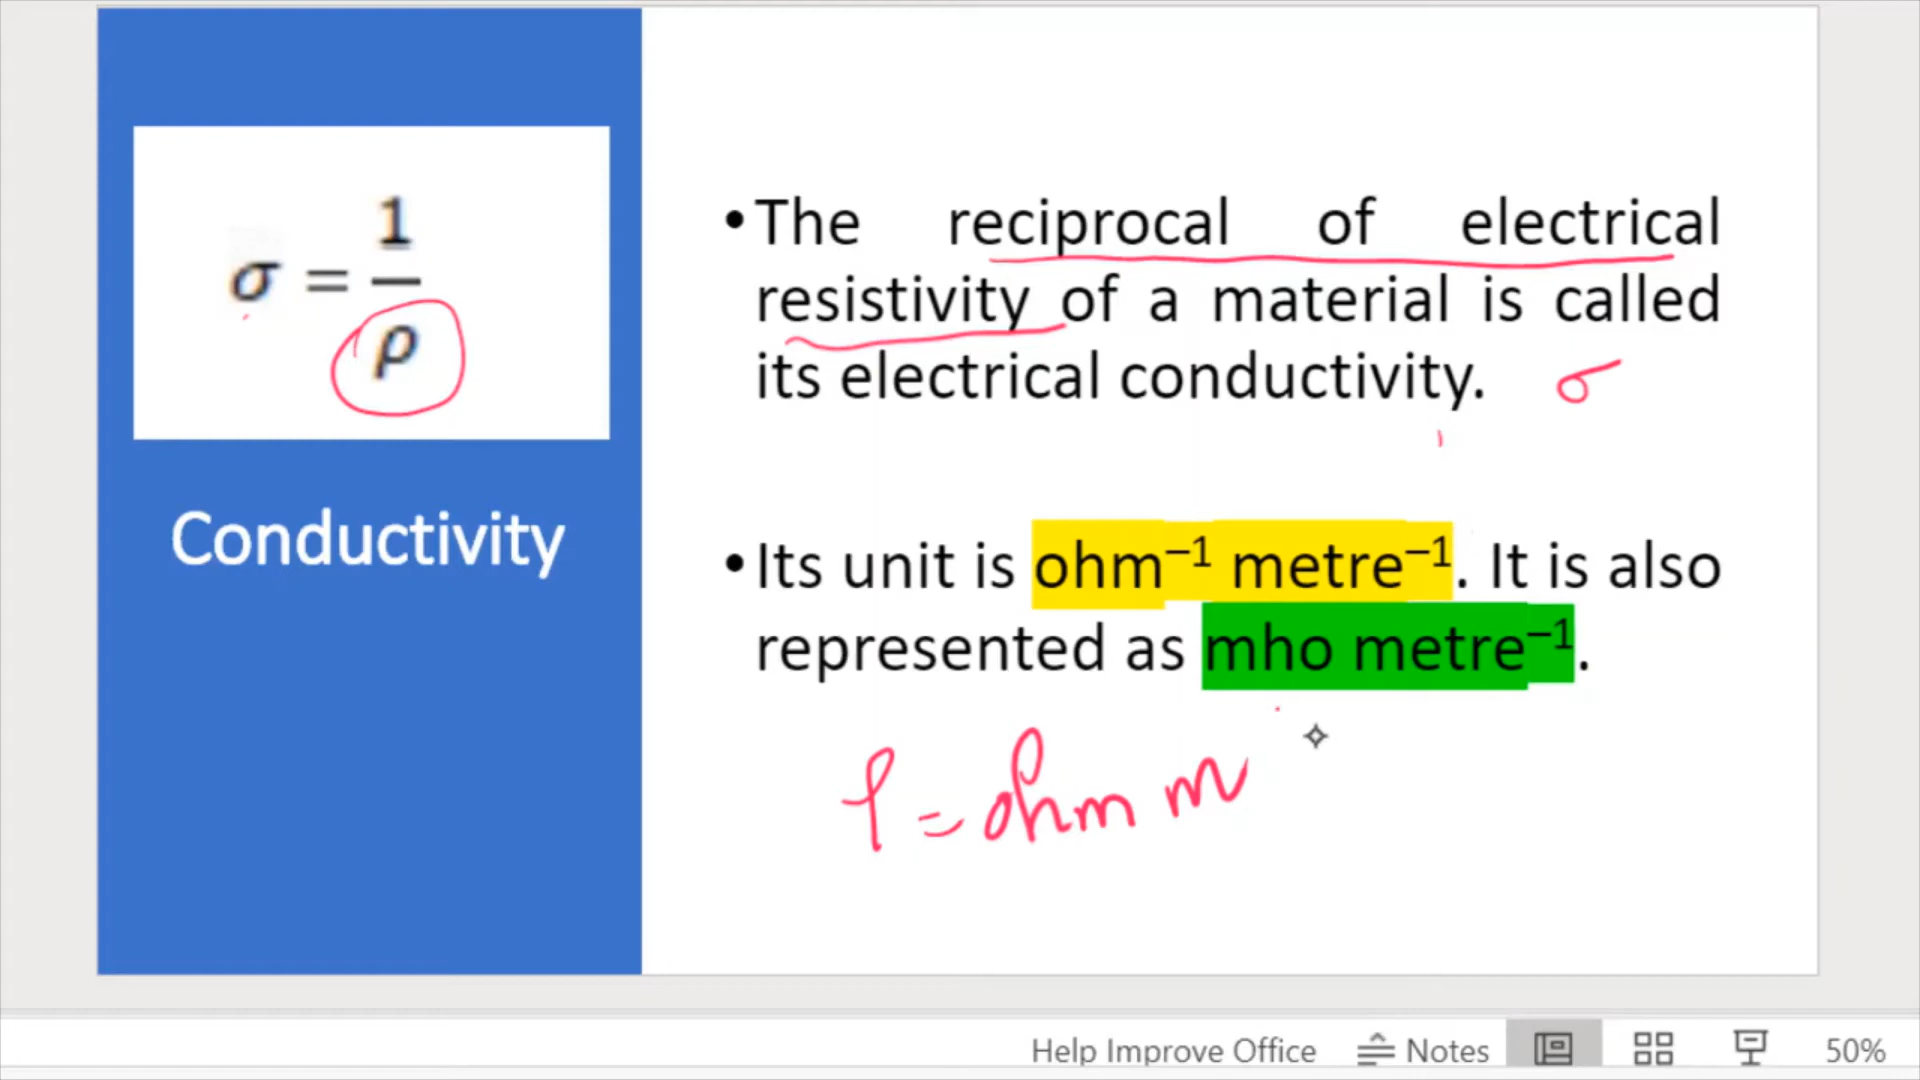 σ = 1/ρ
Conductivity
•The reciprocal of electrical
resistivity of a material is called
its electrical conductivity. σ
•Its unit is ohm⁻¹ metre⁻¹. It is also
represented as mho metre⁻¹.
ρ = ohm m
Help Improve Office Notes 50%